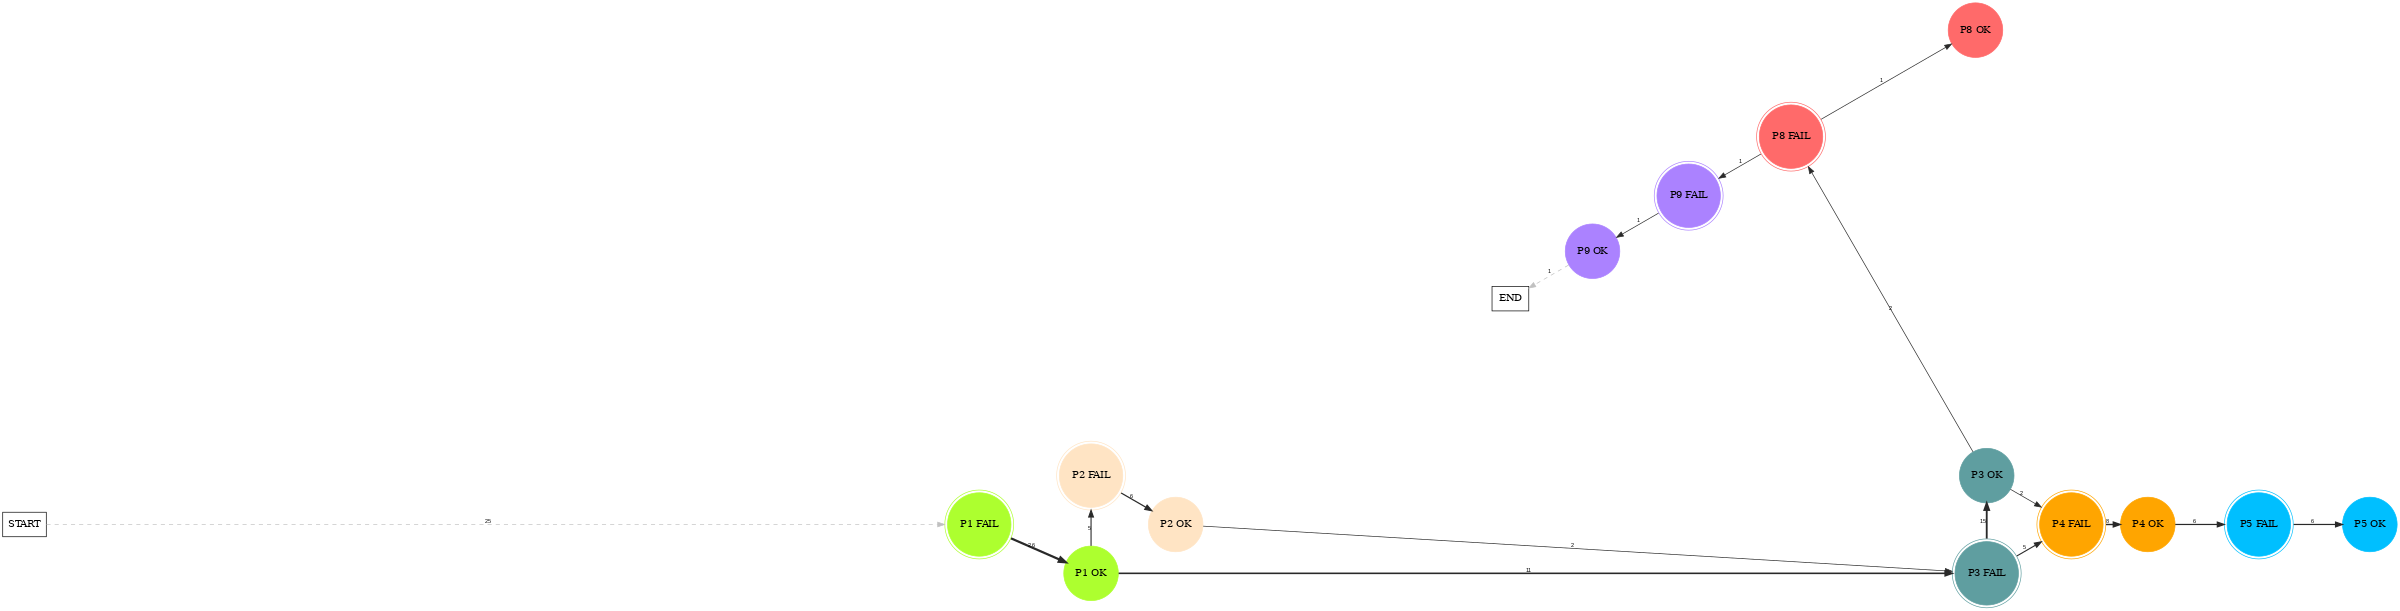 P8 OK
1
P8 FAIL
1
P9 FAIL
1
P9 OK
1
END
2
P2 FAIL
6
P3 OK
2
START
25
P1 FAIL
P2 OK
5
15
P4 FAIL
8
P4 OK
6
P5 FAIL
6
P5 OK
2
5
P1 OK
11
P3 FAIL